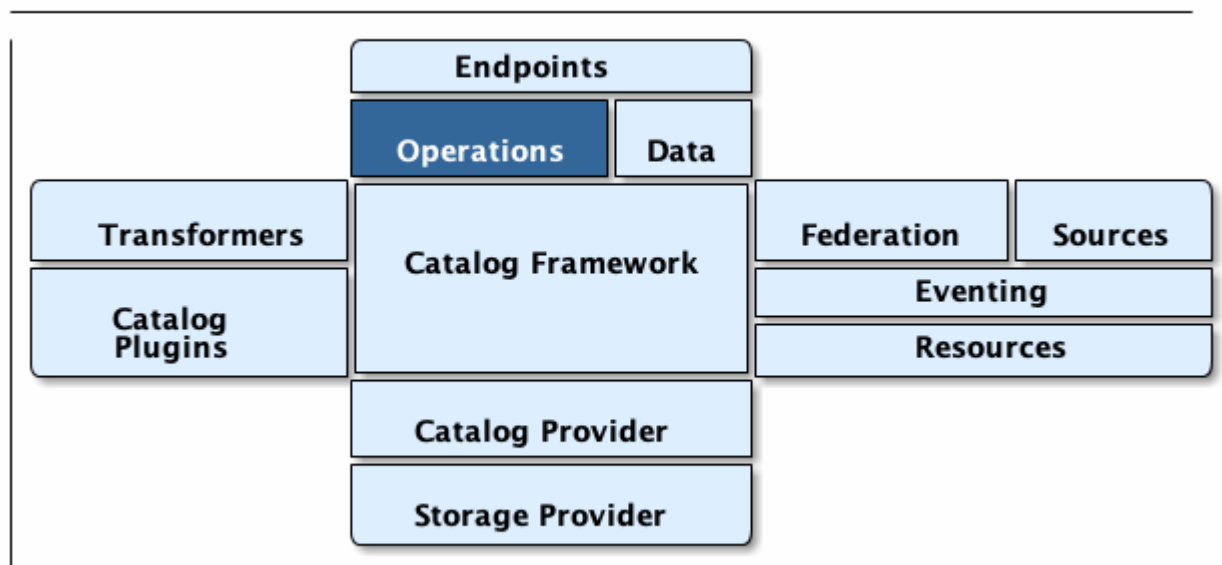 Endpoints
Operations
Data
Transformers
Catalog Framework
Federation
Sources
Catalog
Plugins
Eventing
Resources
Catalog Provider
Storage Provider